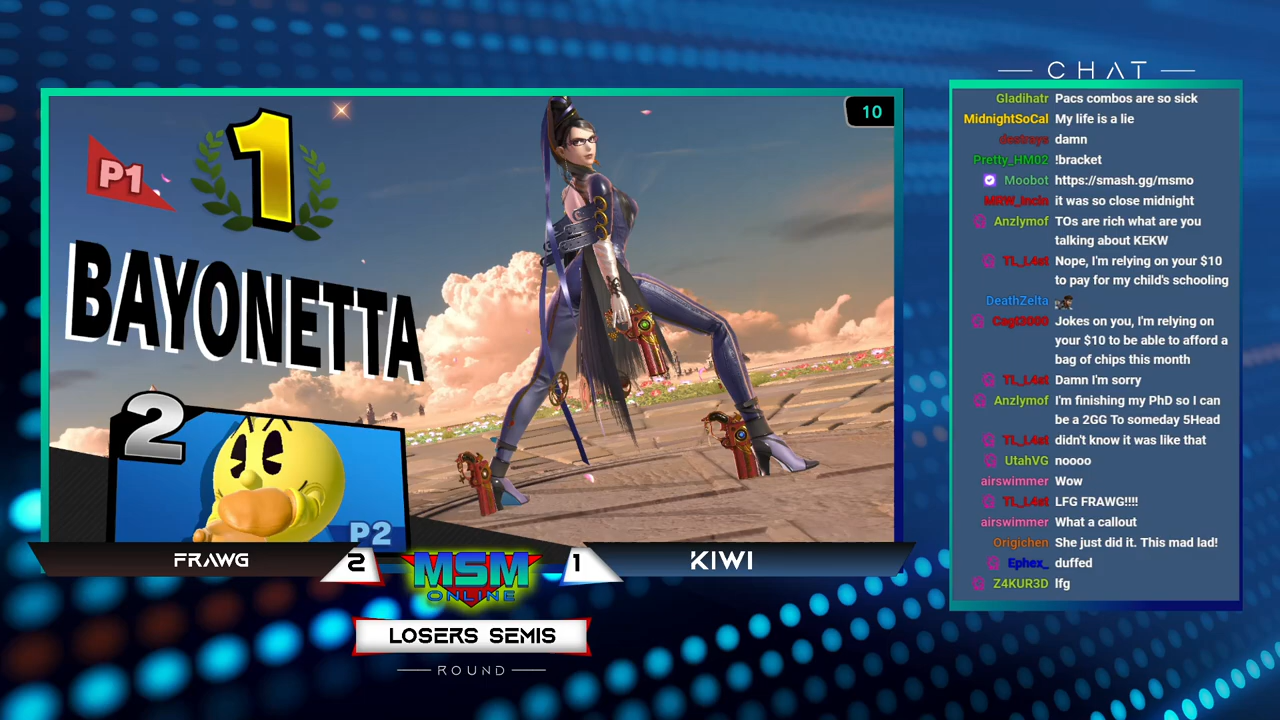 CHAT
10
P1
1
BAYONETTA
2
P2
FRAWG
2
MSM
ONLINE
1
KIWI
LOSERS SEMIS
ROUND
Gladihatr Pacs combos are so sick
MidnightSoCal My life is a lie
destrays damn
Pretty_HM02 !bracket
Moobot https://smash.gg/msmo
MRW_Incin it was so close midnight
Anzlymof TOs are rich what are you
talking about KEKW
TL_L4st Nope, I'm relying on your $10
to pay for my child's schooling
DeathZelta
Jokes on you, I'm relying on
your $10 to be able to afford a
bag of chips this month
TL_L4st Damn I'm sorry
Anzlymof I'm finishing my PhD so I can
be a 2GG To someday 5Head
TL_L4st didn't know it was like that
UtahVG noooo
airswimmer Wow
TL_L4st LFG FRAWG!!!!
airswimmer What a callout
Origichen She just did it. This mad lad!
Ephex_ duffed
Z4KUR3D lfg